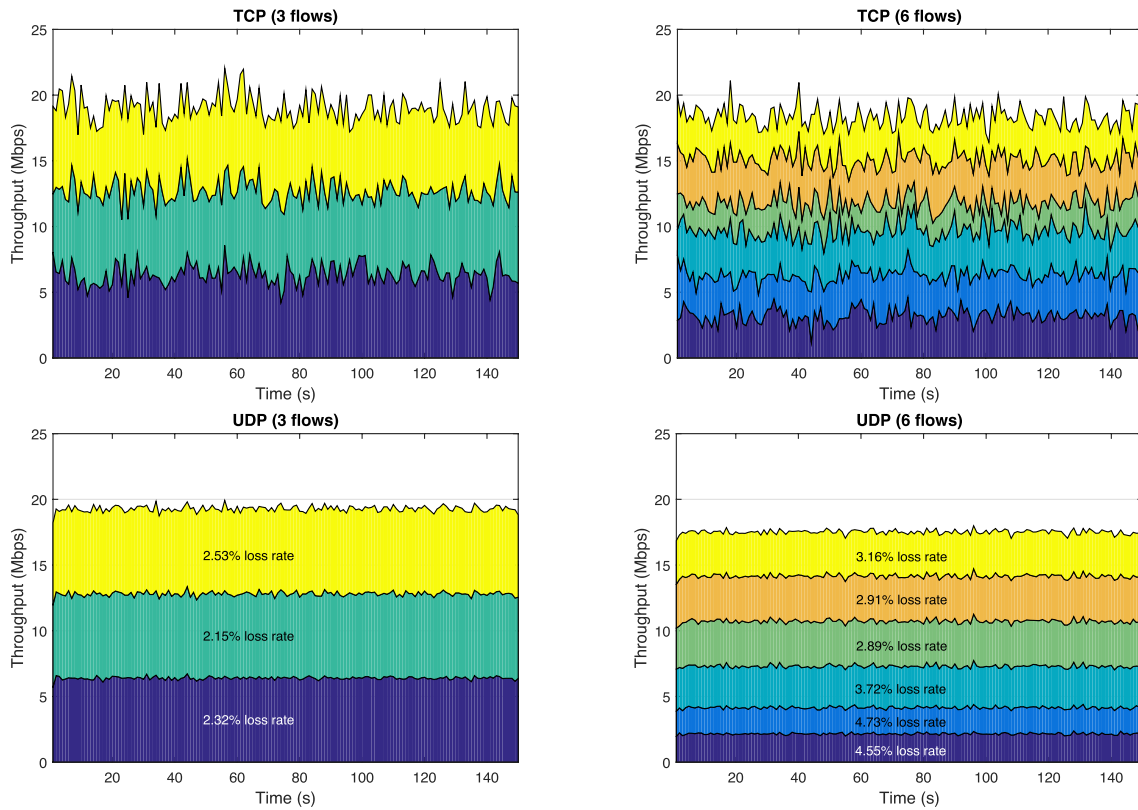 TCP (3 flows)
25
20
15
10
5
0
Throughput (Mbps)
20 40 60 80 100 120 140
Time (s)
TCP (6 flows)
25
20
15
10
5
0
Throughput (Mbps)
20 40 60 80 100 120 140
Time (s)
UDP (3 flows)
25
20
15
10
5
0
Throughput (Mbps)
2.53% loss rate
2.15% loss rate
2.32% loss rate
20 40 60 80 100 120 140
Time (s)
UDP (6 flows)
25
20
15
10
5
0
Throughput (Mbps)
3.16% loss rate
2.91% loss rate
2.89% loss rate
3.72% loss rate
4.73% loss rate
4.55% loss rate
20 40 60 80 100 120 140
Time (s)